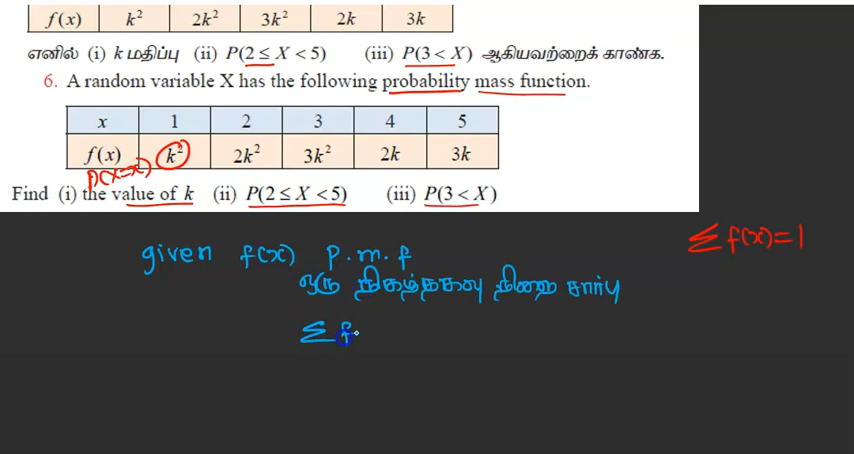 f(x) k² 2k² 3k² 2k 3k
எனில் (i) k மதிப்பு (ii) P(2 ≤ X < 5) (iii) P(3 < X) ஆகியவற்றைக் காண்க.
6. A random variable X has the following probability mass function.
x 1 2 3 4 5
f(x) k² 2k² 3k² 2k 3k
P(X=x)
Find (i) the value of k (ii) P(2 ≤ X < 5) (iii) P(3 < X)
Σ f(x) = 1
given f(x) p.m.f
ஒரு நிகழ்தகவு நிறை சார்பு
Σ f